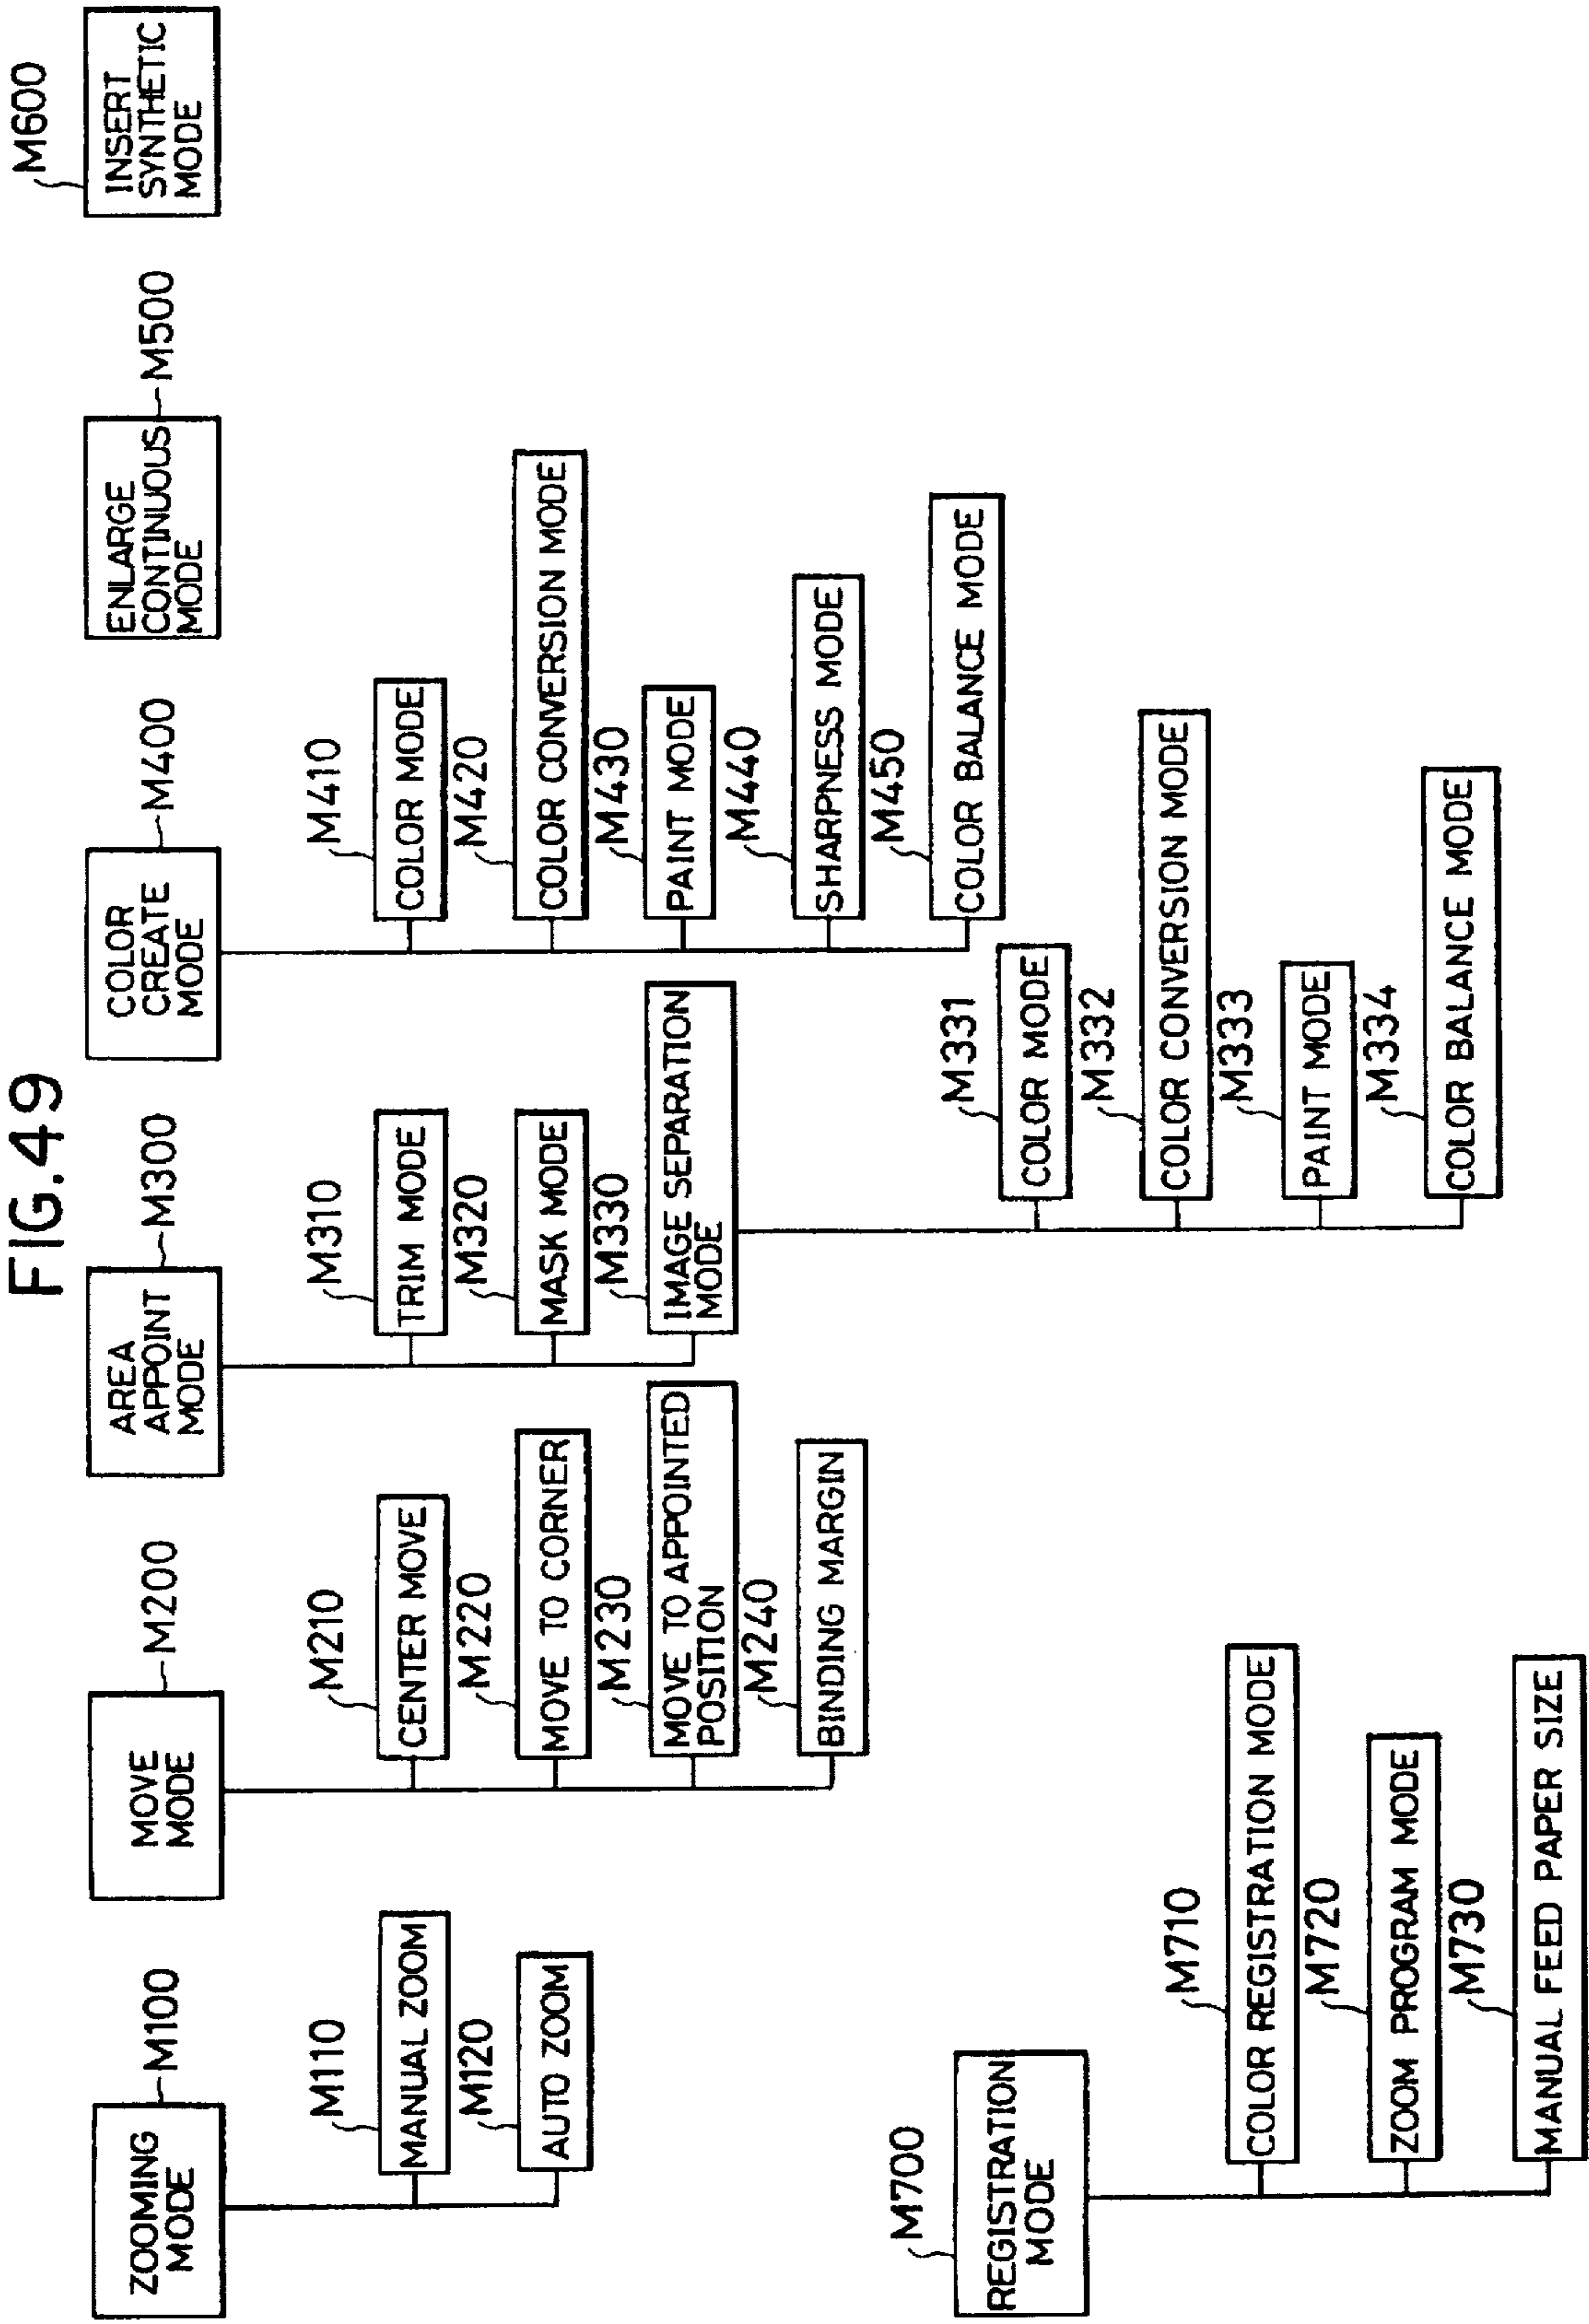 FIG.49
M100
ZOOMING
MODE
M110
MANUAL ZOOM
M120
AUTO ZOOM
M200
MOVE
MODE
M210
CENTER MOVE
M220
MOVE TO CORNER
M230
MOVE TO APPOINTED
POSITION
M240
BINDING MARGIN
M300
AREA
APPOINT
MODE
M310
TRIM MODE
M320
MASK MODE
M330
IMAGE SEPARATION
MODE
M331
COLOR MODE
M332
COLOR CONVERSION MODE
M333
PAINT MODE
M334
COLOR BALANCE MODE
M400
COLOR
CREATE
MODE
M410
COLOR MODE
M420
COLOR CONVERSION MODE
M430
PAINT MODE
M440
SHARPNESS MODE
M450
COLOR BALANCE MODE
M500
ENLARGE
CONTINUOUS
MODE
M600
INSERT
SYNTHETIC
MODE
M700
REGISTRATION
MODE
M710
COLOR REGISTRATION MODE
M720
ZOOM PROGRAM MODE
M730
MANUAL FEED PAPER SIZE